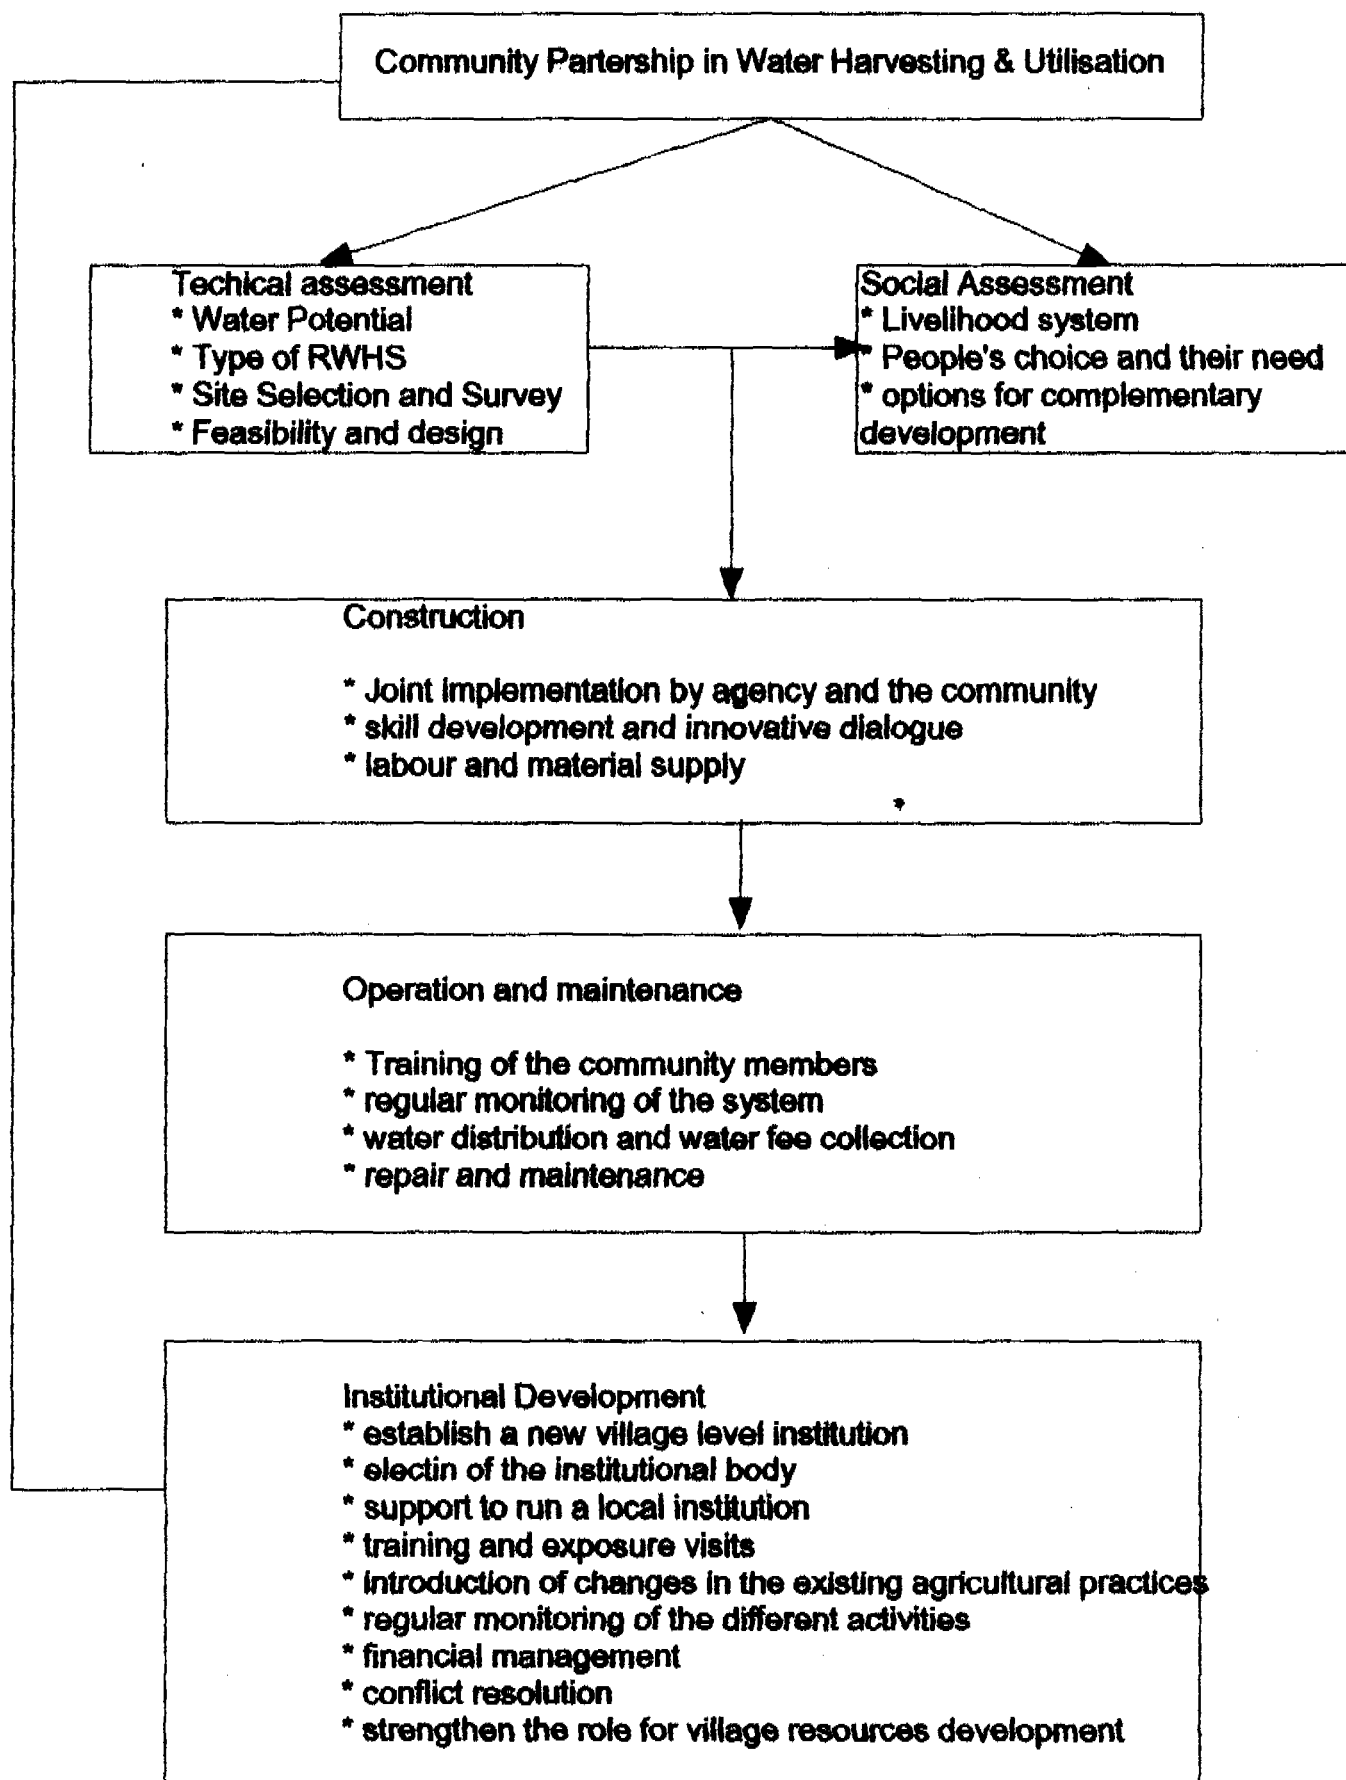 Community Partership in Water Harvesting & Utilisation
Techical assessment
* Water Potential
* Type of RWHS
* Site Selection and Survey
* Feasibility and design
Social Assessment
* Livelihood system
* People's choice and their need
* options for complementary
development
Construction
* Joint implementation by agency and the community
* skill development and innovative dialogue
* labour and material supply
Operation and maintenance
* Training of the community members
* regular monitoring of the system
* water distribution and water fee collection
* repair and maintenance
Institutional Development
* establish a new village level institution
* electin of the institutional body
* support to run a local institution
* training and exposure visits
* introduction of changes in the existing agricultural practices
* regular monitoring of the different activities
* financial management
* conflict resolution
* strengthen the role for village resources development